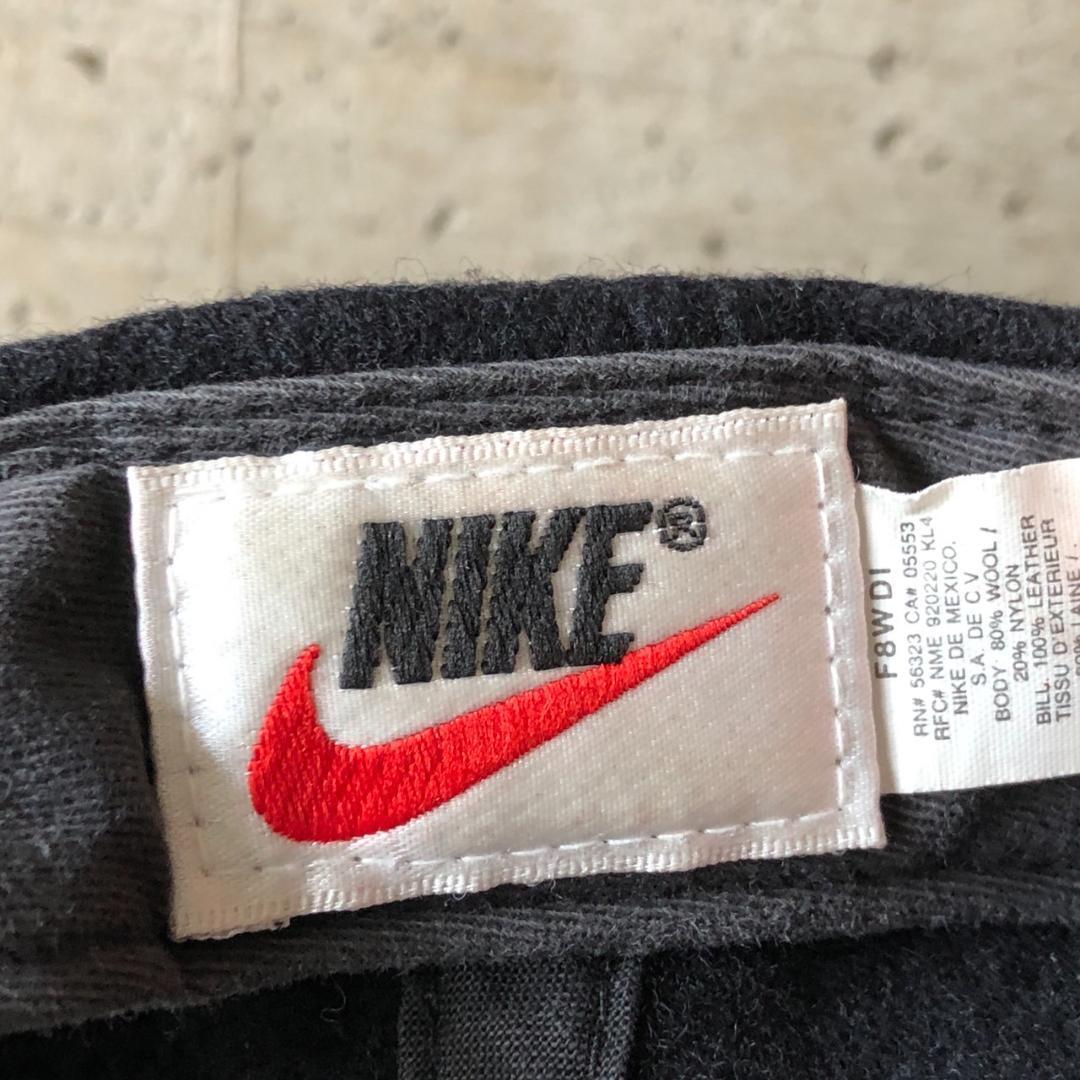 NIKE®
F8WDI
RN# 56323 CA# 05553
RFC# NME 920220 KL4
NIKE DE MEXICO.
S.A. DE C.V
BODY: 80% WOOL /
20% NYLON
BILL: 100% LEATHER
TISSU D'EXTERIEUR
LAINE /